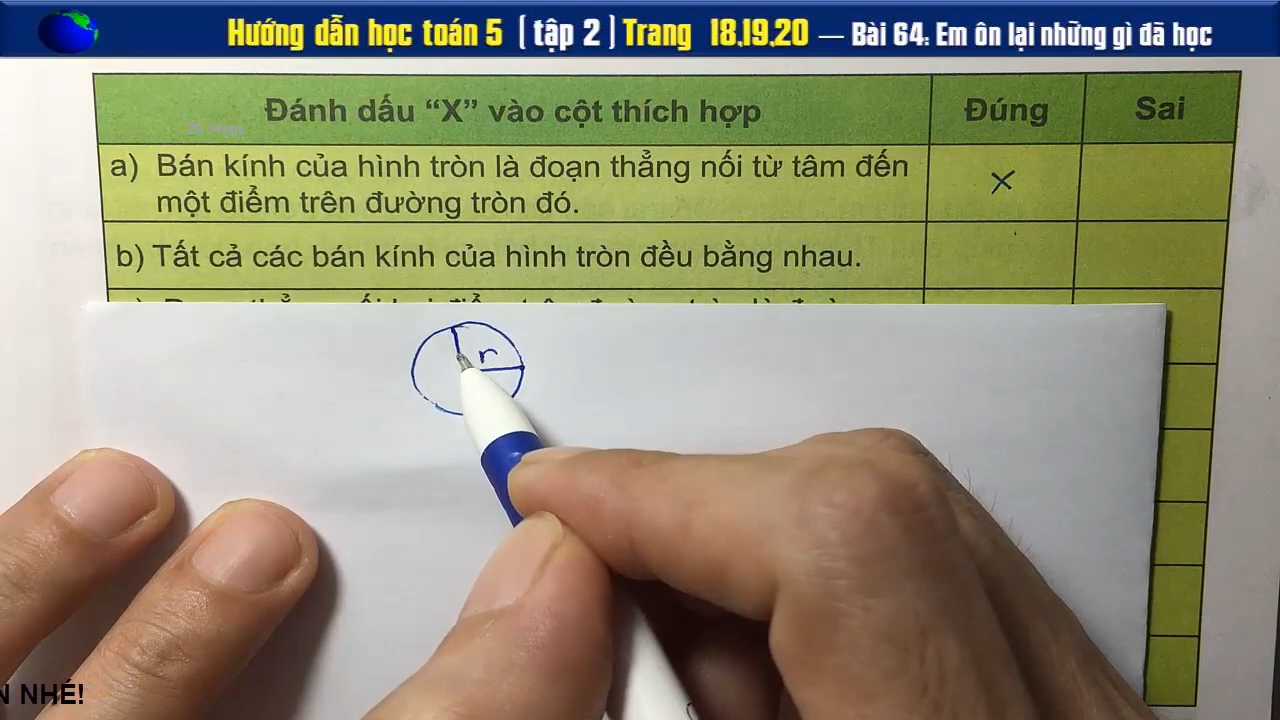 Hướng dẫn học toán 5 ( tập 2 ) Trang 18,19,20 — Bài 64: Em ôn lại những gì đã học
Đánh dấu “X” vào cột thích hợp Đúng Sai
a) Bán kính của hình tròn là đoạn thẳng nối từ tâm đến X
một điểm trên đường tròn đó.
b) Tất cả các bán kính của hình tròn đều bằng nhau.
r
NHÉ!